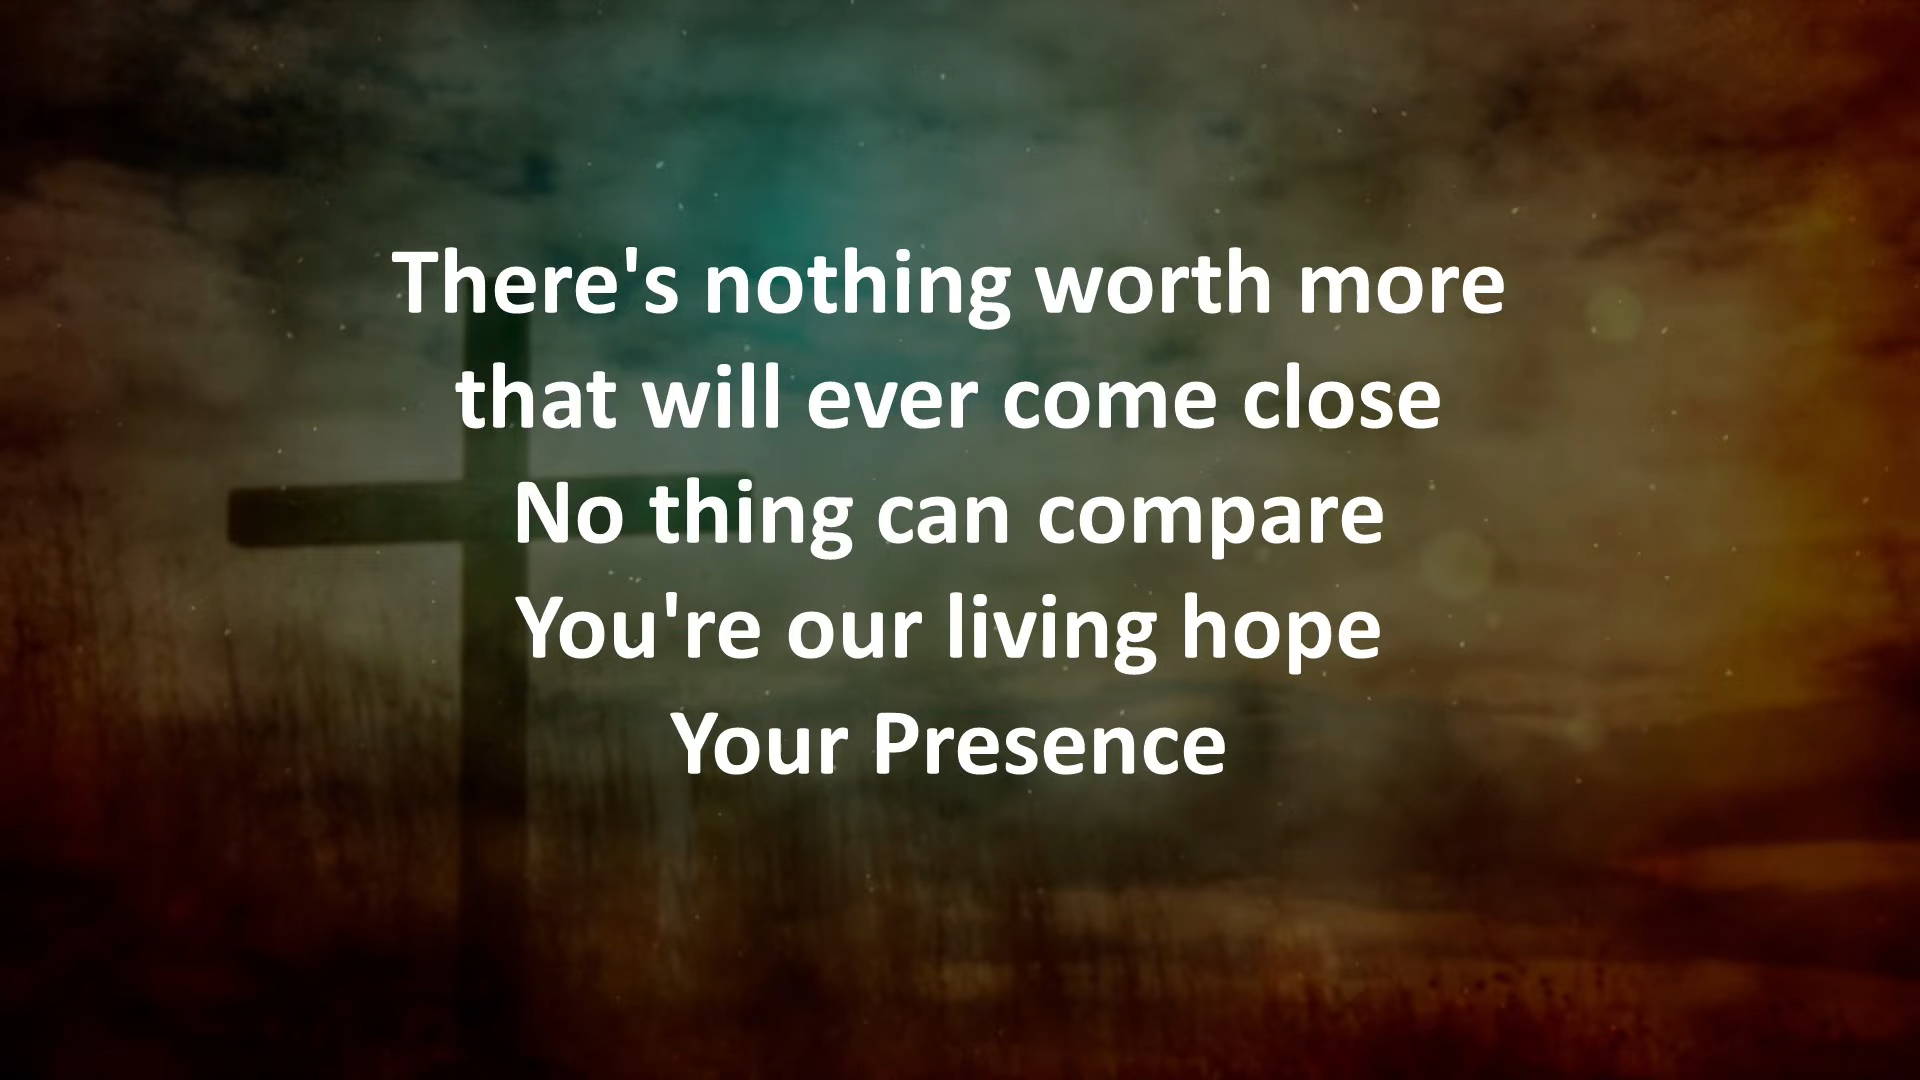 There's nothing worth more
that will ever come close
No thing can compare
You're our living hope
Your Presence